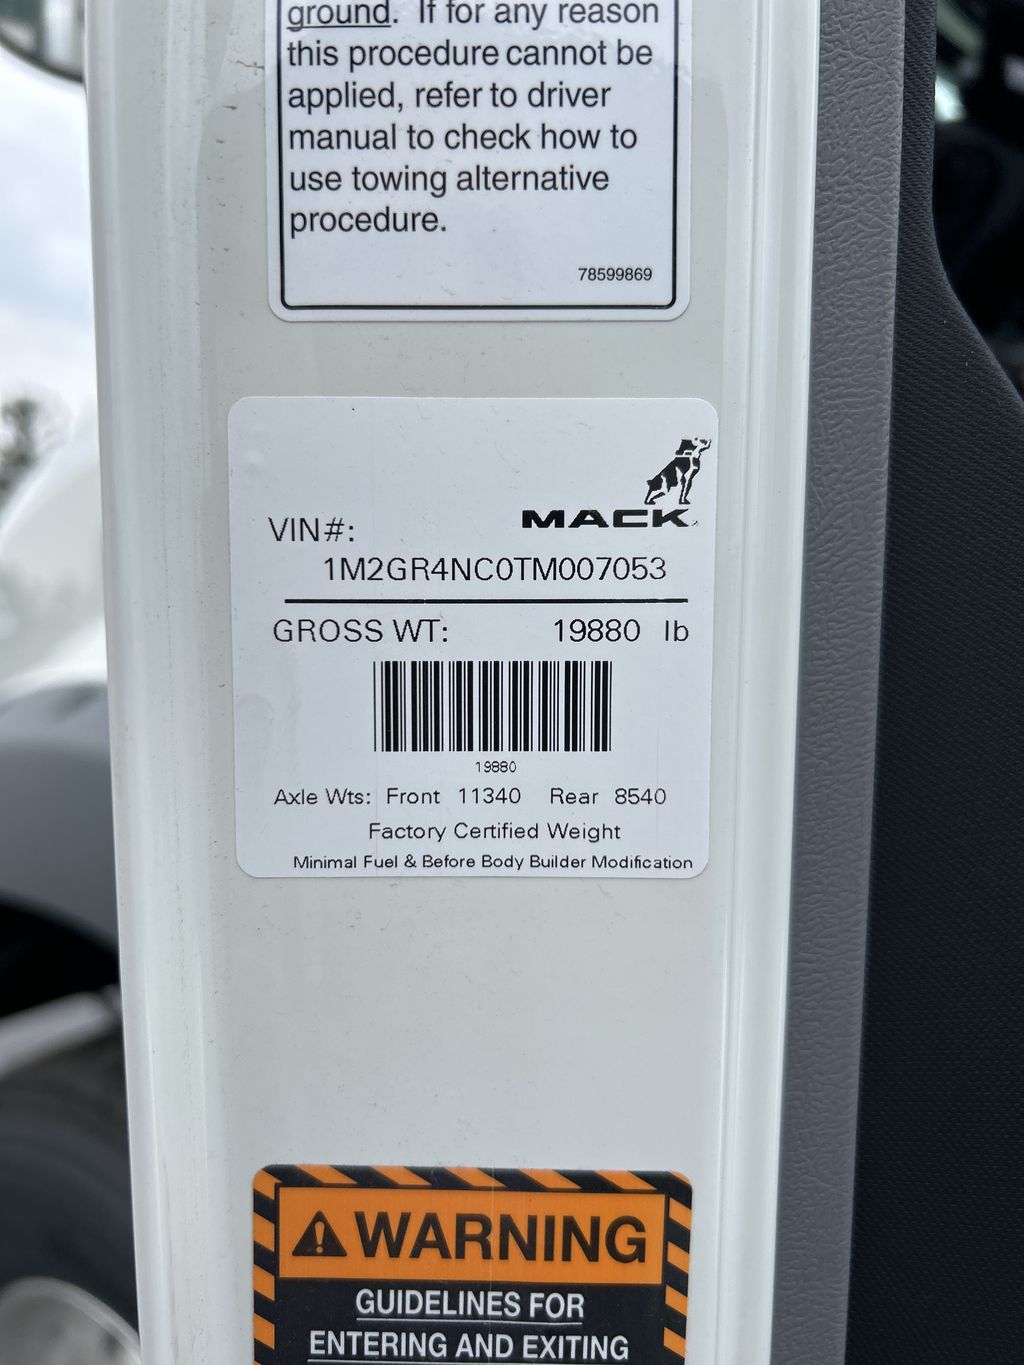 ground. If for any reason
this procedure cannot be
applied, refer to driver
manual to check how to
use towing alternative
procedure.
78599869
MACK
VIN#:
1M2GR4NC0TM007053
GROSS WT: 19880 lb
19880
Axle Wts: Front 11340 Rear 8540
Factory Certified Weight
Minimal Fuel & Before Body Builder Modification
WARNING
GUIDELINES FOR
ENTERING AND EXITING